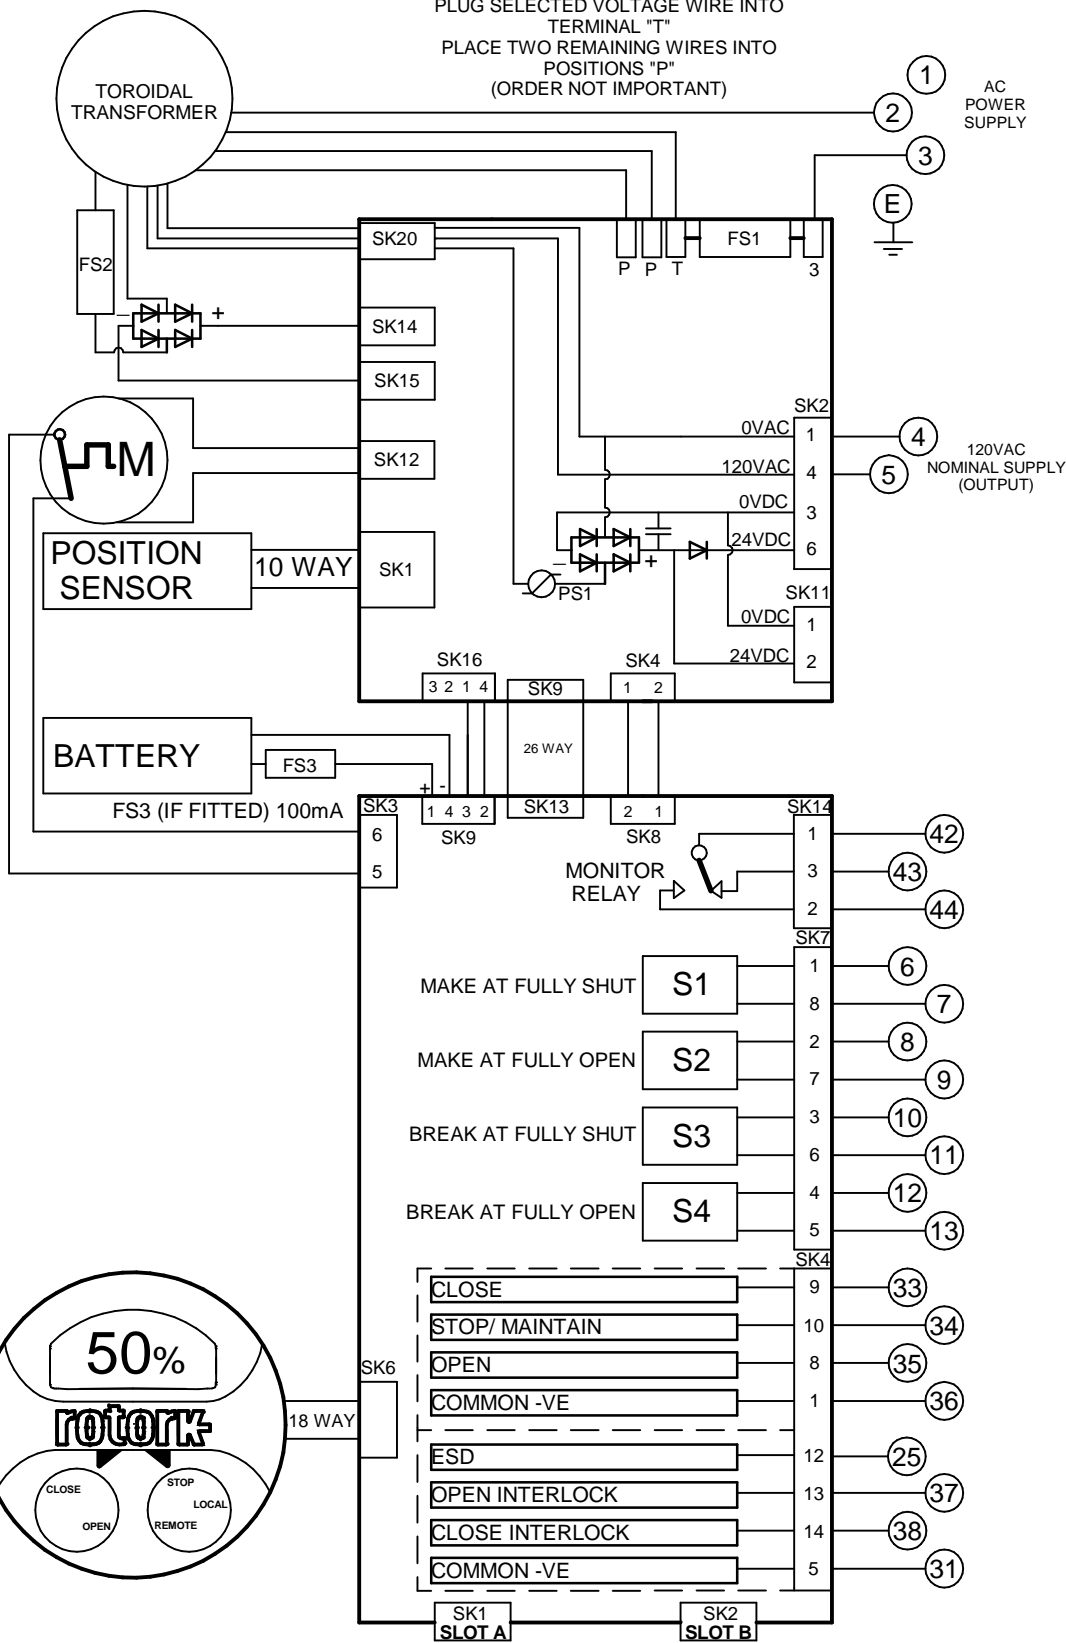 PLUG SELECTED VOLTAGE WIRE INTO
TERMINAL "T"
PLACE TWO REMAINING WIRES INTO
POSITIONS "P"
(ORDER NOT IMPORTANT)
TOROIDAL
TRANSFORMER
1
2
3
E
AC
POWER
SUPPLY
FS2
SK20
P P T
FS1
3
– +
SK14
SK15
M
SK12
POSITION
SENSOR
10 WAY
SK1
SK2
0VAC 1
120VAC 4
0VDC 3
24VDC 6
4
5
120VAC
NOMINAL SUPPLY
(OUTPUT)
– +
PS1
SK11
0VDC 1
24VDC 2
SK16
3 2 1 4
SK9
SK4
1 2
BATTERY
FS3
26 WAY
FS3 (IF FITTED) 100mA
+ -
SK3
6
5
1 4 3 2
SK9
SK13
2 1
SK8
SK14
MONITOR
RELAY
1 42
3 43
2 44
SK7
MAKE AT FULLY SHUT S1
1 6
8 7
MAKE AT FULLY OPEN S2
2 8
7 9
BREAK AT FULLY SHUT S3
3 10
6 11
BREAK AT FULLY OPEN S4
4 12
5 13
SK4
CLOSE 9 33
STOP/ MAINTAIN 10 34
OPEN 8 35
COMMON -VE 1 36
ESD 12 25
OPEN INTERLOCK 13 37
CLOSE INTERLOCK 14 38
COMMON -VE 5 31
50%
rotork
CLOSE
OPEN
STOP
LOCAL
REMOTE
18 WAY
SK6
SK1
SLOT A
SK2
SLOT B